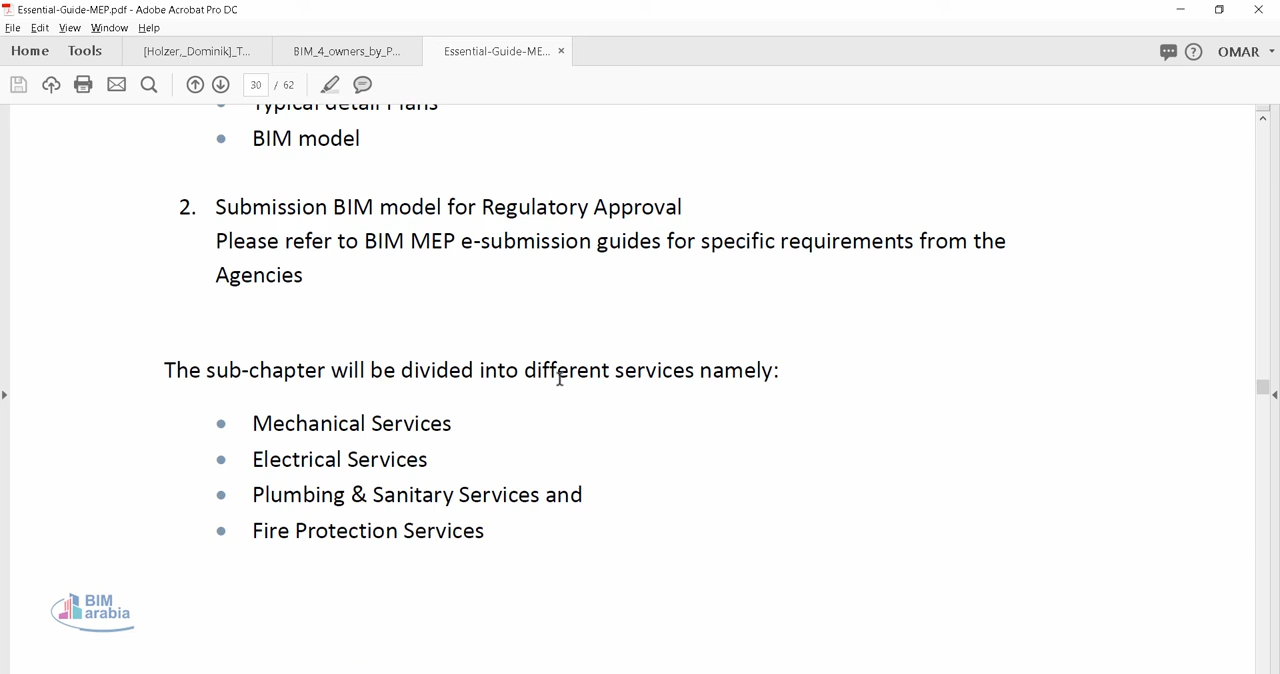 Essential-Guide-MEP.pdf - Adobe Acrobat Pro DC
File Edit View Window Help
Home Tools [Holzer,_Dominik]_T... BIM_4_owners_by_P... Essential-Guide-ME... ×
OMAR
30 / 62
Typical detail Plans
• BIM model
2. Submission BIM model for Regulatory Approval
Please refer to BIM MEP e-submission guides for specific requirements from the
Agencies
The sub-chapter will be divided into different services namely:
• Mechanical Services
• Electrical Services
• Plumbing & Sanitary Services and
• Fire Protection Services
BIM
arabia